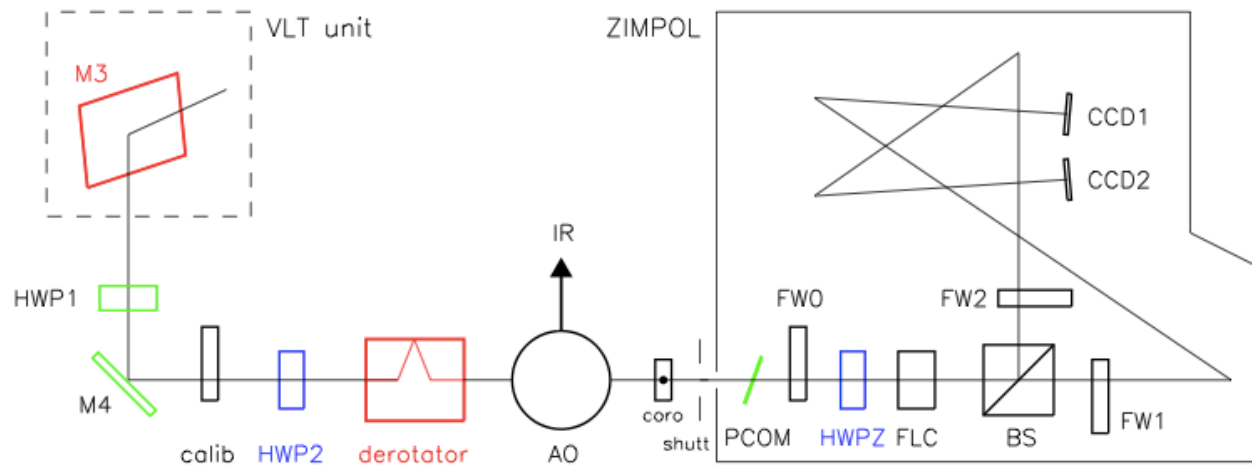 VLT unit
ZIMPOL
M3
CCD1
CCD2
IR
HWP1
FW0
FW2
M4
calib
HWP2
derotator
AO
coro
shutt
PCOM
HWPZ
FLC
BS
FW1